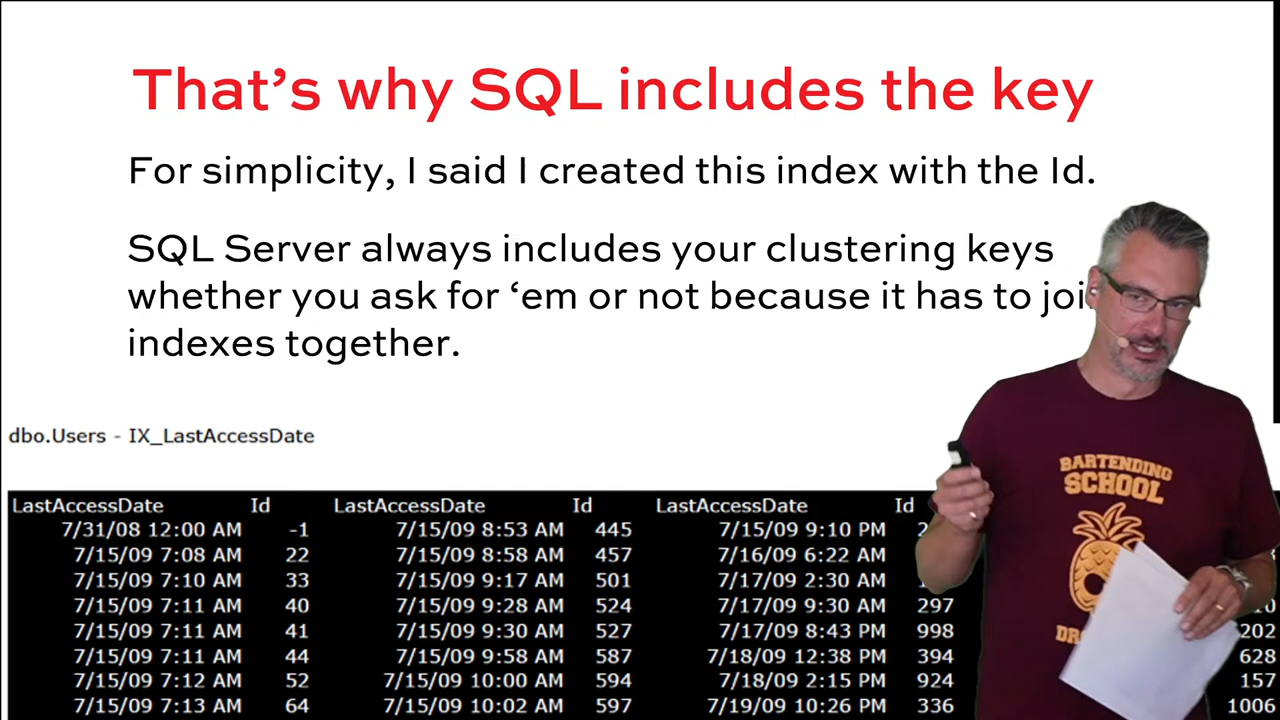 That's why SQL includes the key
For simplicity, I said I created this index with the Id.
SQL Server always includes your clustering keys
whether you ask for ‘em or not because it has to joi
indexes together.
dbo.Users - IX_LastAccessDate
LastAccessDate Id LastAccessDate Id LastAccessDate Id
7/31/08 12:00 AM -1 7/15/09 8:53 AM 445 7/15/09 9:10 PM
7/15/09 7:08 AM 22 7/15/09 8:58 AM 457 7/16/09 6:22 AM
7/15/09 7:10 AM 33 7/15/09 9:17 AM 501 7/17/09 2:30 AM
7/15/09 7:11 AM 40 7/15/09 9:28 AM 524 7/17/09 9:30 AM 297
7/15/09 7:11 AM 41 7/15/09 9:30 AM 527 7/17/09 8:43 PM 998 202
7/15/09 7:11 AM 44 7/15/09 9:58 AM 587 7/18/09 12:38 PM 394 628
7/15/09 7:12 AM 52 7/15/09 10:00 AM 594 7/18/09 2:15 PM 924 157
7/15/09 7:13 AM 64 7/15/09 10:02 AM 597 7/19/09 10:26 PM 336 1006
BARTENDING
SCHOOL